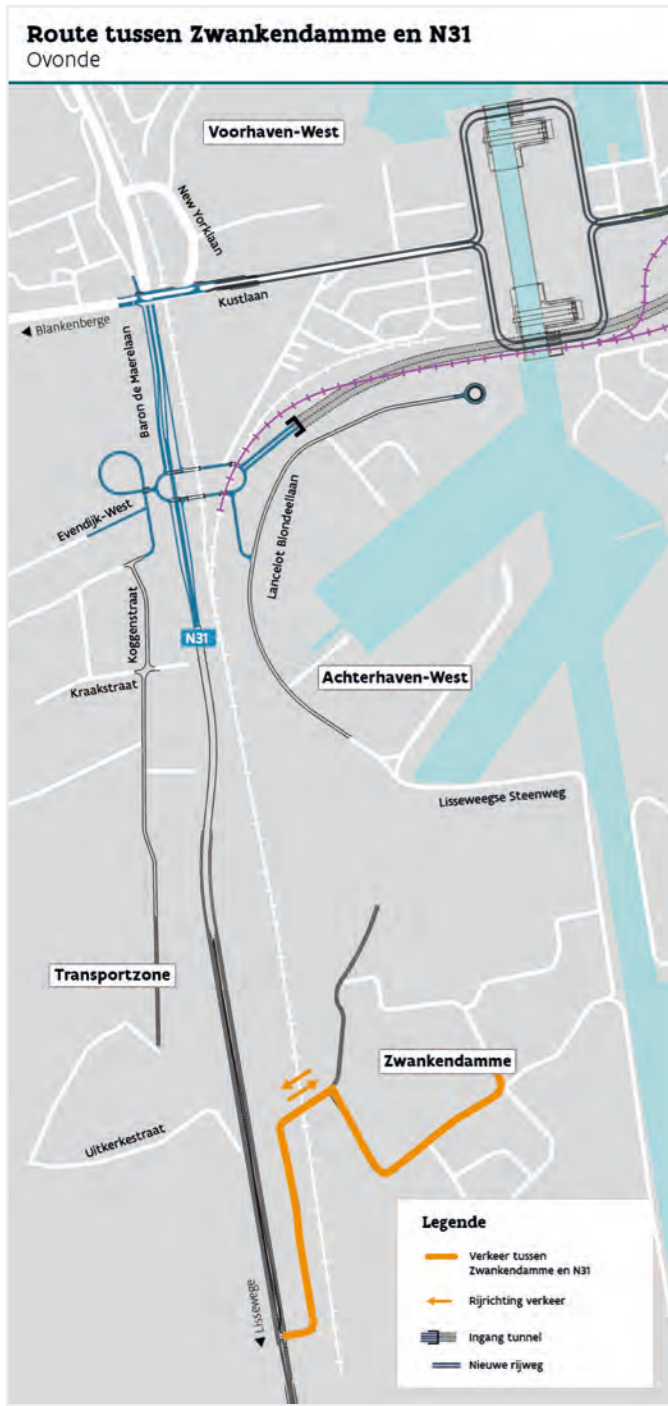 Route tussen Zwankendamme en N31
Ovonde
Voorhaven-West
New Yorklaan
Kustlaan
Blankenberge
Baron de Maerelaan
Evendijk-West
Lancelot Blondeellaan
Koggenstraat
N31
Kraakstraat
Achterhaven-West
Lisseweegse Steenweg
Transportzone
Zwankendamme
Uitkerkestraat
Lissewege
Legende
Verkeer tussen
Zwankendamme en N31
Rijrichting verkeer
Ingang tunnel
Nieuwe rijweg